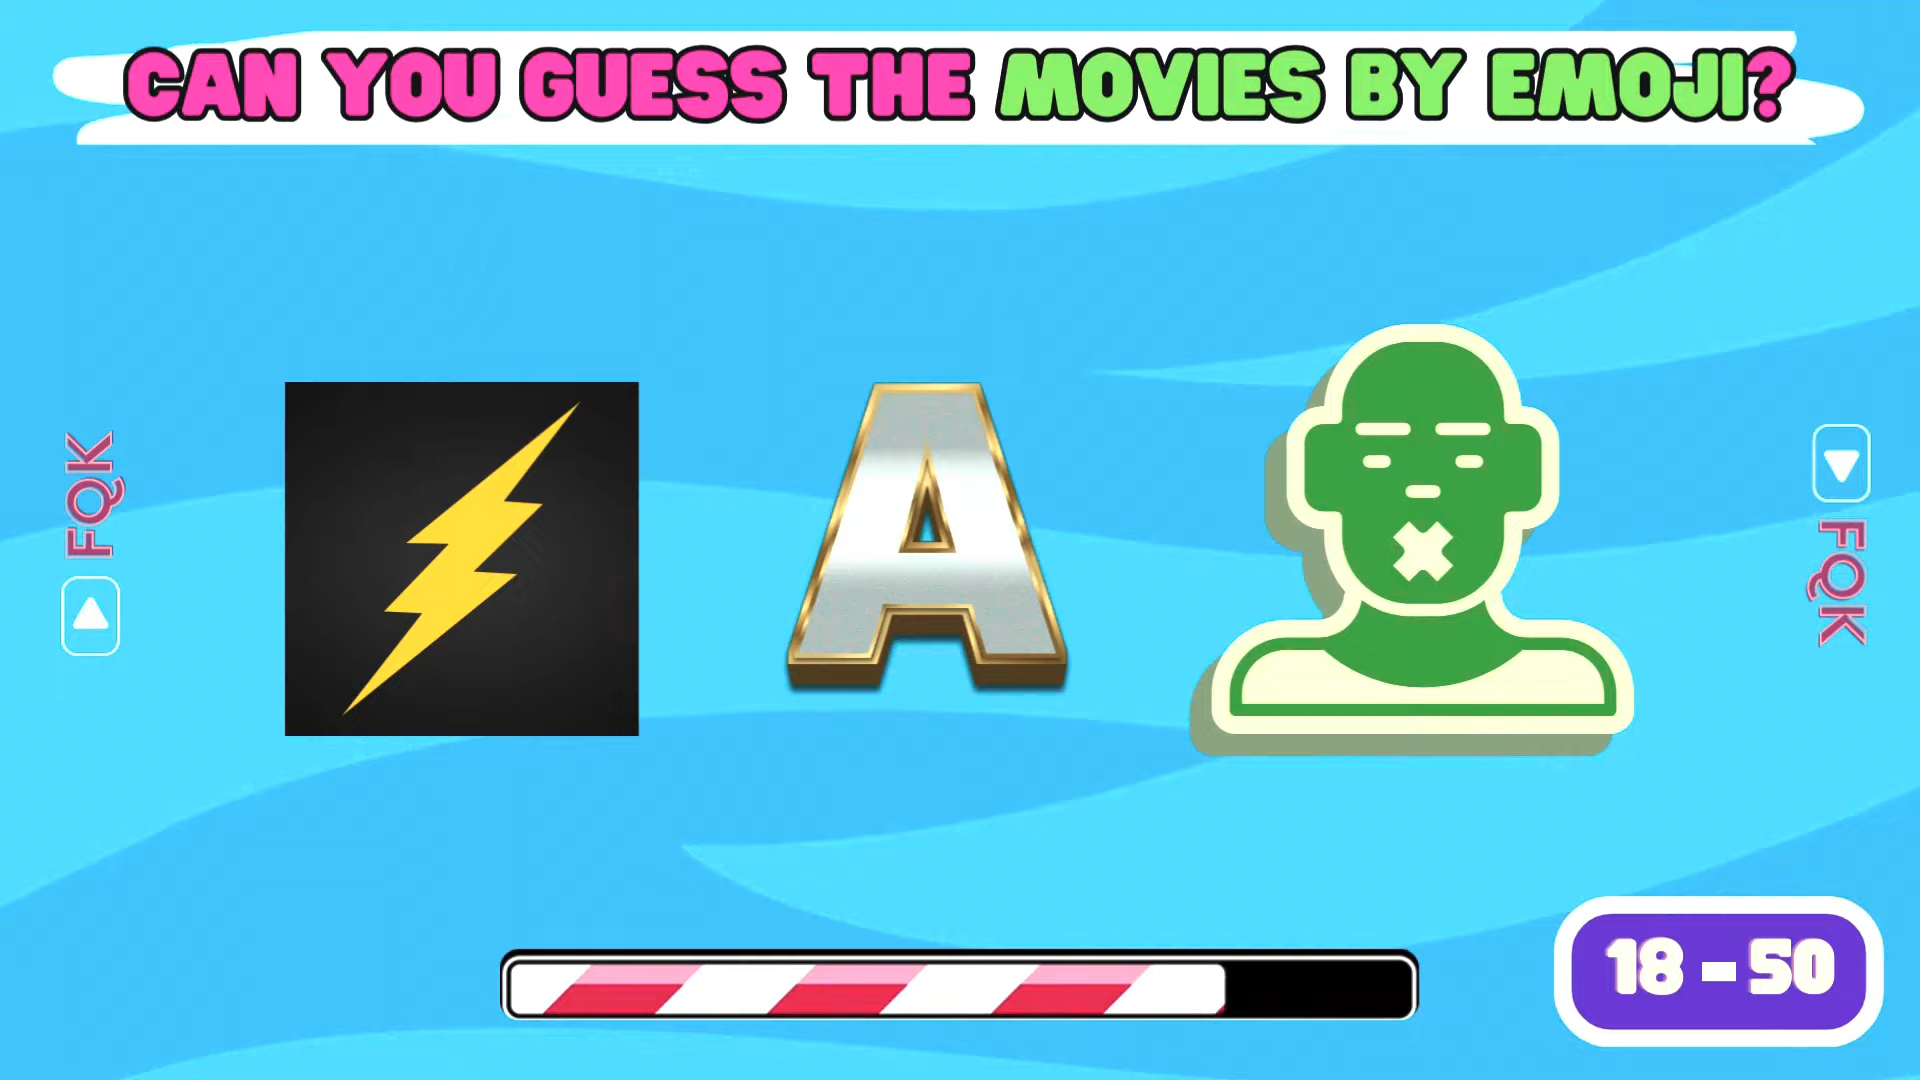 CAN YOU GUESS THE MOVIES BY EMOJI?
FQK
A
FQK
18 - 50